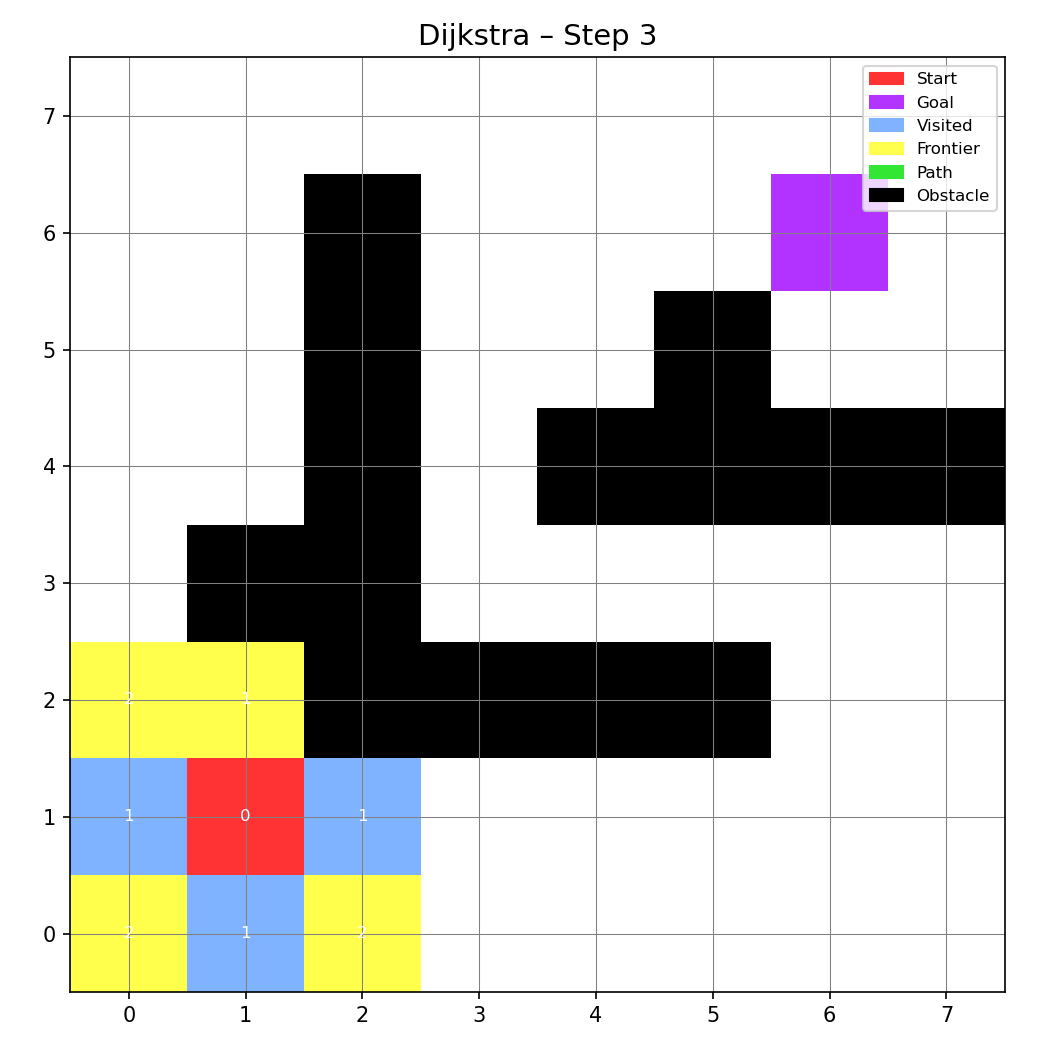 Dijkstra – Step 3
Start
Goal
Visited
Frontier
Path
Obstacle
7
6
5
4
3
2
1
0
2 1
1 0 1
2 1 2
0 1 2 3 4 5 6 7